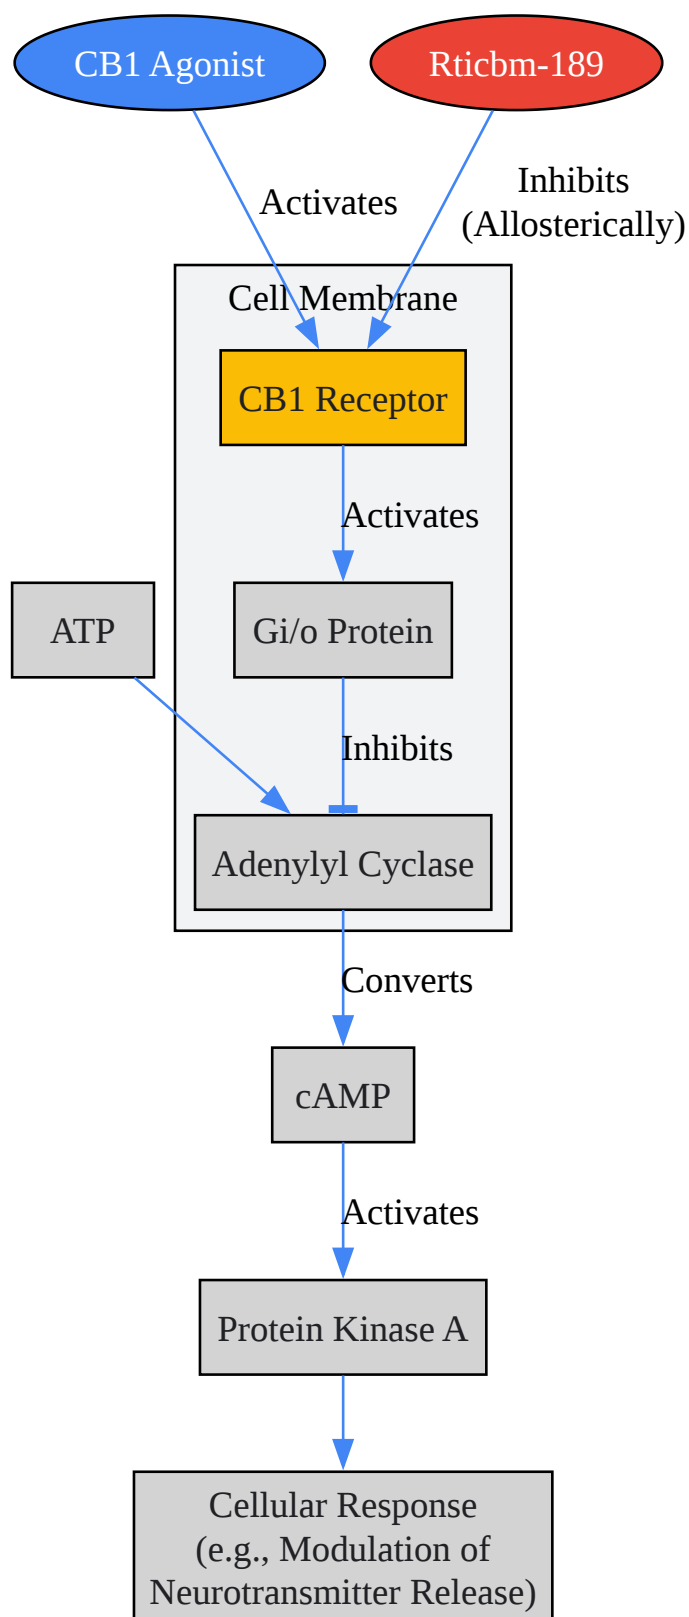 CB1 Agonist
Rticbm-189
Activates
Inhibits
(Allosterically)
Cell Membrane
CB1 Receptor
Activates
ATP
Gi/o Protein
Inhibits
Adenylyl Cyclase
Converts
cAMP
Activates
Protein Kinase A
Cellular Response
(e.g., Modulation of
Neurotransmitter Release)